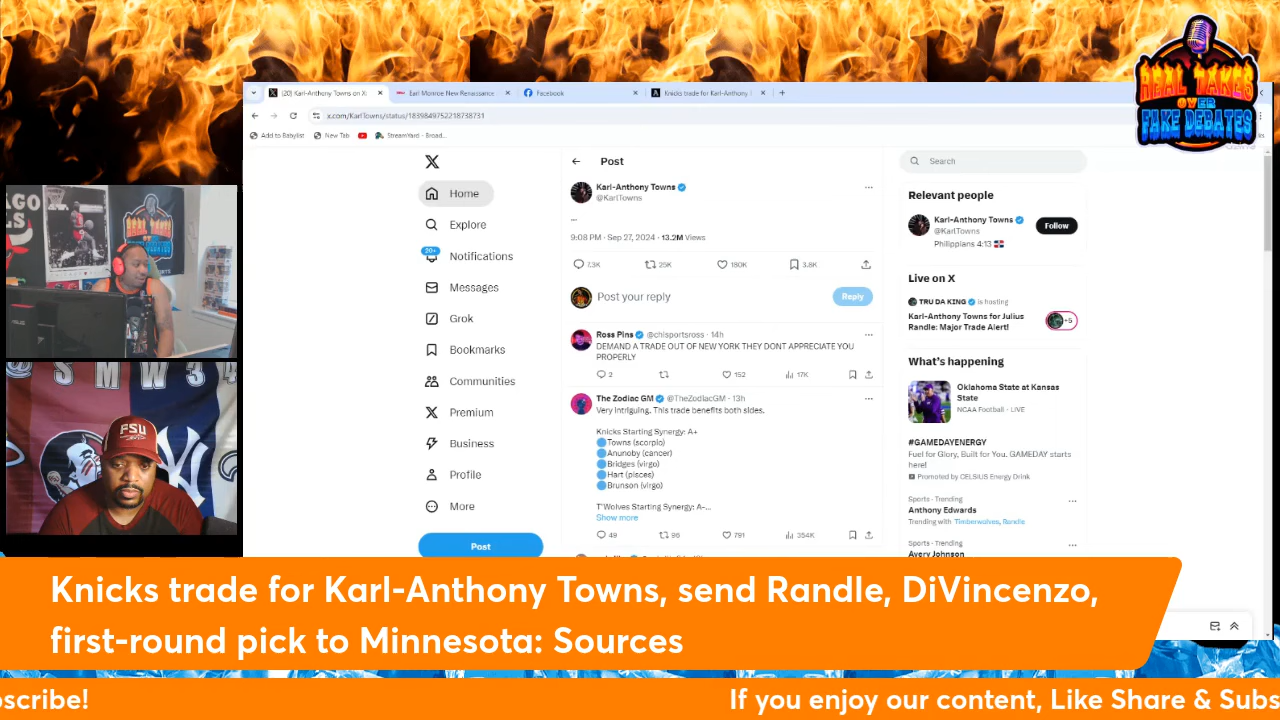 REAL TAKES
OVER
FAKE DEBATES
(20) Karl-Anthony Towns on X:
Earl Monroe New Renaissance
Facebook
Knicks trade for Karl-Anthony
x.com/KarlTowns/status/1839849752218738731
Add to Babylist
New Tab
StreamYard - Broad...
Home
Explore
20+
Notifications
Messages
Grok
Bookmarks
Communities
Premium
Business
Profile
More
Post
Post
Karl-Anthony Towns
@KarlTowns
...
9:08 PM · Sep 27, 2024 · 13.2M Views
7.3K
25K
180K
3.8K
Post your reply
Reply
Ross Pins @chisportsross · 14h
DEMAND A TRADE OUT OF NEW YORK THEY DONT APPRECIATE YOU
PROPERLY
2
152
17K
The Zodiac GM @TheZodiacGM · 13h
Very intriguing. This trade benefits both sides.
Knicks Starting Synergy: A+
Towns (scorpio)
Anunoby (cancer)
Bridges (virgo)
Hart (pisces)
Brunson (virgo)
T'Wolves Starting Synergy: A-...
Show more
49
96
791
354K
Search
Relevant people
Karl-Anthony Towns
@KarlTowns
Follow
Philippians 4:13
Live on X
TRU DA KING is hosting
Karl-Anthony Towns for Julius
Randle: Major Trade Alert!
+5
What's happening
Oklahoma State at Kansas
State
NCAA Football · LIVE
#GAMEDAYENERGY
Fuel for Glory, Built for You. GAMEDAY starts
here!
Promoted by CELSIUS Energy Drink
Sports · Trending
Anthony Edwards
Trending with Timberwolves, Randle
Sports · Trending
Avery Johnson
@ S M W 3 4
FSU
Knicks trade for Karl-Anthony Towns, send Randle, DiVincenzo,
first-round pick to Minnesota: Sources
scribe!
If you enjoy our content, Like Share & Subs